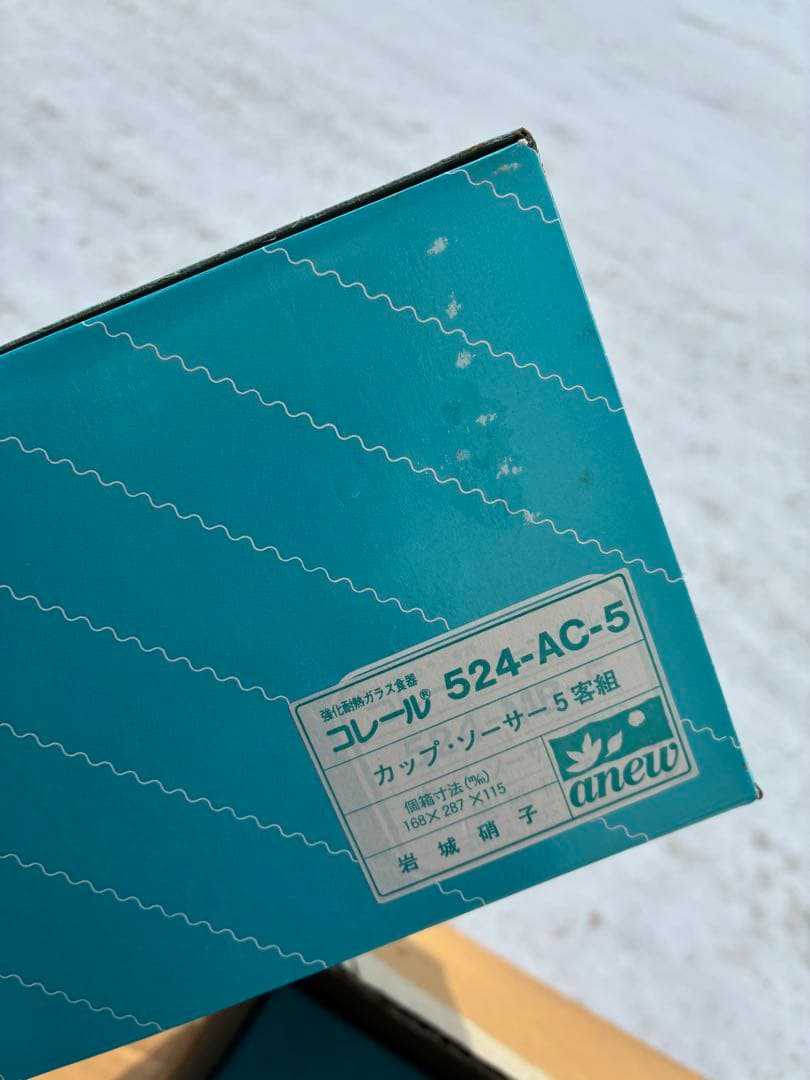 強化耐熱ガラス食器
コレール® 524-AC-5
カップ・ソーサー5客組
個箱寸法(㎜)
168×287×115
岩城硝子
anew